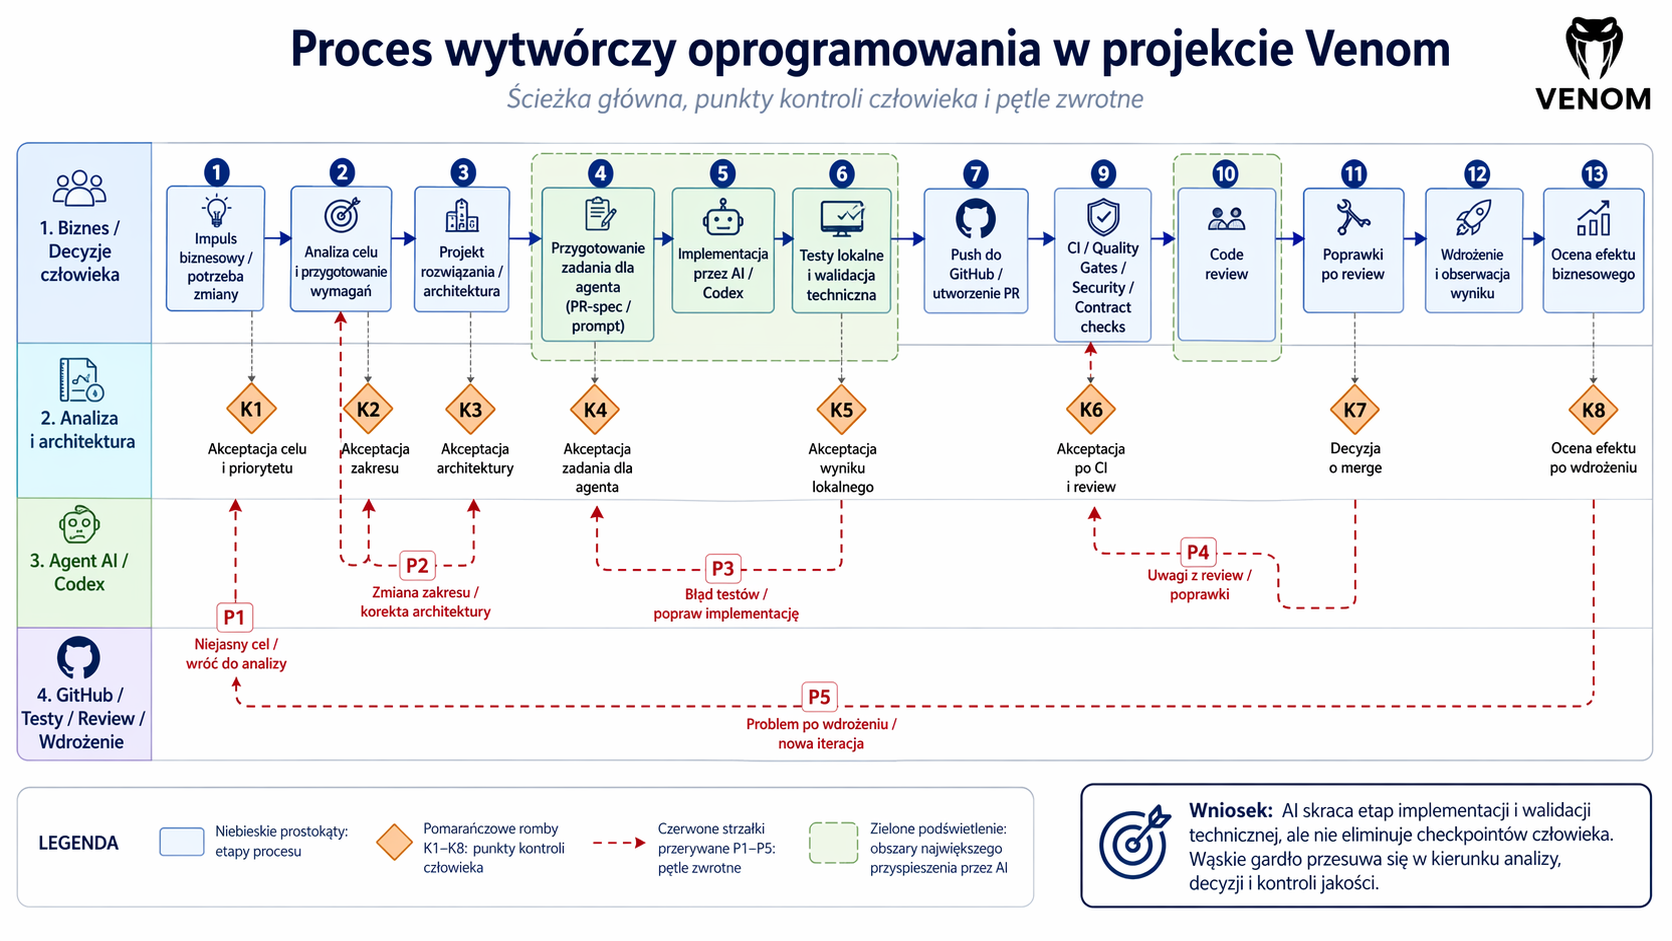 Proces wytwórczy oprogramowania w projekcie Venom
Ścieżka główna, punkty kontroli człowieka i pętle zwrotne
VENOM
1. Biznes /
Decyzje
człowieka
1
Impuls
biznesowy /
potrzeba
zmiany
2
Analiza celu
i przygotowanie
wymagań
3
Projekt
rozwiązania /
architektura
4
Przygotowanie
zadania dla
agenta
(PR-spec /
prompt)
5
Implementacja
przez AI /
Codex
6
Testy lokalne
i walidacja
techniczna
7
Push do
GitHub /
utworzenie PR
9
CI / Quality
Gates /
Security /
Contract
checks
10
Code
review
11
Poprawki
po review
12
Wdrożenie
i obserwacja
wyniku
13
Ocena efektu
biznesowego
2. Analiza
i architektura
K1
Akceptacja celu
i priorytetu
K2
Akceptacja
zakresu
K3
Akceptacja
architektury
K4
Akceptacja
zadania dla
agenta
K5
Akceptacja
wyniku
lokalnego
K6
Akceptacja
po CI
i review
K7
Decyzja
o merge
K8
Ocena efektu
po wdrożeniu
3. Agent AI /
Codex
P1
Niejasny cel /
wróć do analizy
P2
Zmiana zakresu /
korekta architektury
P3
Błąd testów /
popraw implementację
P4
Uwagi z review /
poprawki
4. GitHub /
Testy / Review /
Wdrożenie
P5
Problem po wdrożeniu /
nowa iteracja
LEGENDA
Niebieskie prostokąty:
etapy procesu
Pomarańczowe romby
K1–K8: punkty kontroli
człowieka
Czerwone strzałki
przerywane P1–P5:
pętle zwrotne
Zielone podświetlenie:
obszary największego
przyspieszenia przez AI
Wniosek: AI skraca etap implementacji i walidacji
technicznej, ale nie eliminuje checkpointów człowieka.
Wąskie gardło przesuwa się w kierunku analizy,
decyzji i kontroli jakości.